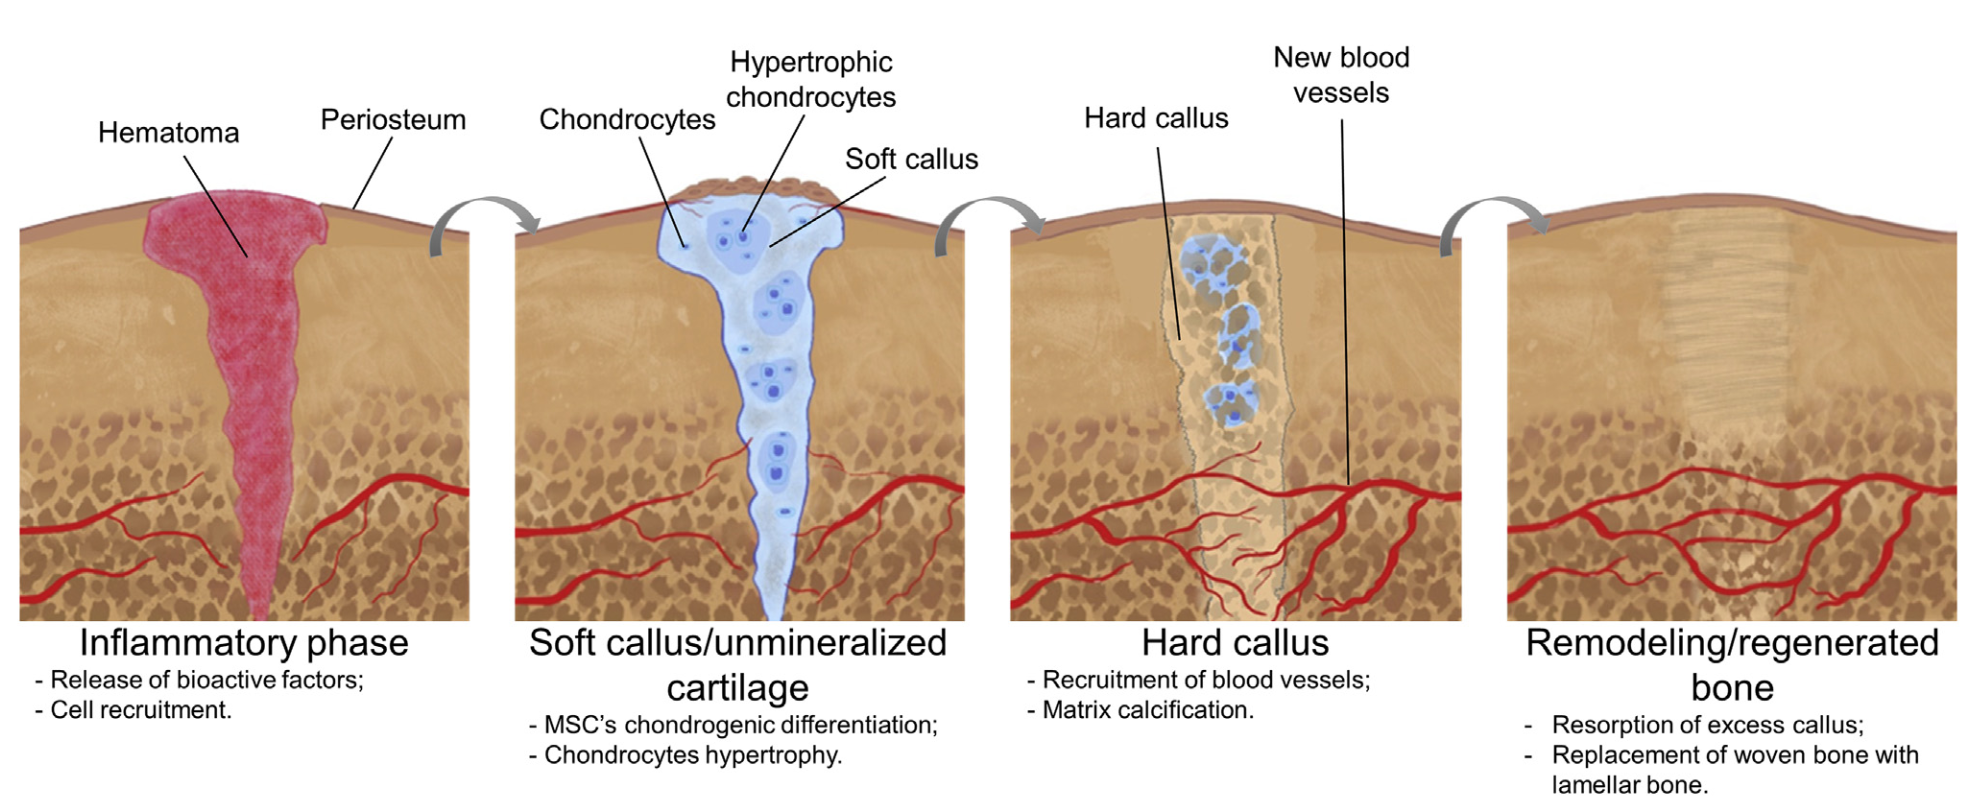 Hematoma
Periosteum
Chondrocytes
Hypertrophic
chondrocytes
Soft callus
Hard callus
New blood
vessels
Inflammatory phase
- Release of bioactive factors;
- Cell recruitment.
Soft callus/unmineralized
cartilage
- MSC's chondrogenic differentiation;
- Chondrocytes hypertrophy.
Hard callus
- Recruitment of blood vessels;
- Matrix calcification.
Remodeling/regenerated
bone
- Resorption of excess callus;
- Replacement of woven bone with
lamellar bone.